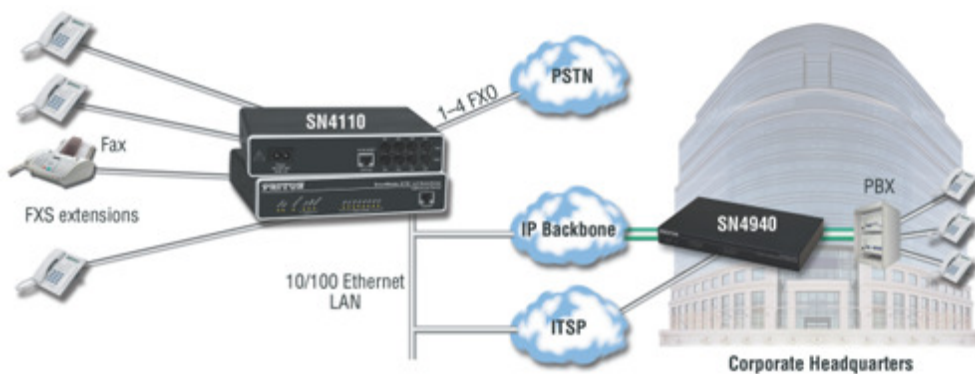 SN4110
1–4 FXO
PSTN
Fax
FXS extensions
10/100 Ethernet
LAN
IP Backbone
ITSP
SN4940
PBX
Corporate Headquarters